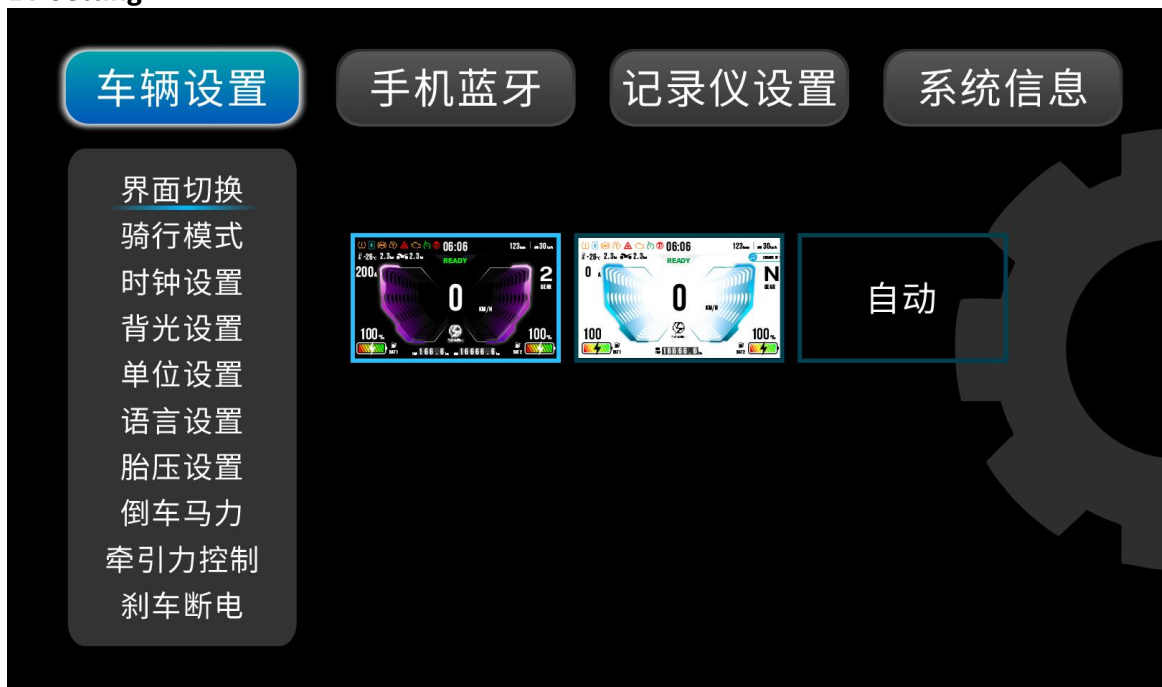 车辆设置
手机蓝牙
记录仪设置
系统信息
界面切换
骑行模式
时钟设置
背光设置
单位设置
语言设置
胎压设置
倒车马力
牵引力控制
刹车断电
06:06
READY
200
2
0
KM/H
100
100
06:06
READY
0
N
0
KM/H
100
100
自动